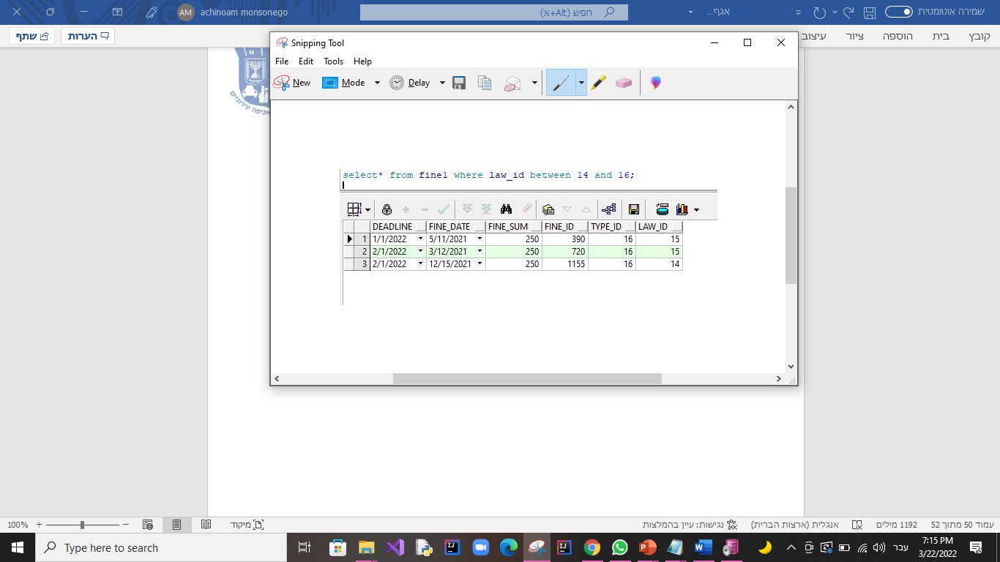 שמירה אוטומטית
אגף...
חפש (Alt+א)
achinoam monsonego
AM
קובץ
בית
הוספה
ציור
עיצוב
הערות
שתף
Snipping Tool
File Edit Tools Help
New Mode Delay
select* from fine1 where law_id between 14 and 16;
DEADLINE FINE_DATE FINE_SUM FINE_ID TYPE_ID LAW_ID
1 1/1/2022 5/11/2021 250 390 16 15
2 2/1/2022 3/12/2021 250 720 16 15
3 2/1/2022 12/15/2021 250 1155 16 14
עמוד 50 מתוך 52
1192 מילים
אנגלית (ארצות הברית)
נגישות: עיין בהמלצות
מיקוד
100%
Type here to search
עבר
7:15 PM
3/22/2022